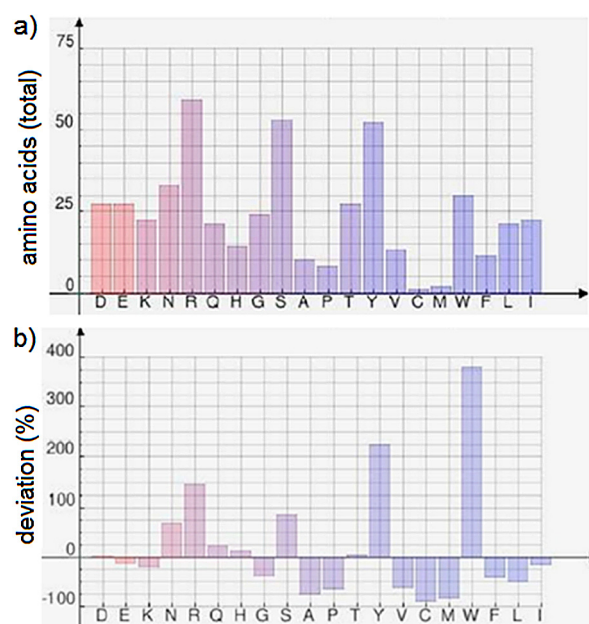 a)
amino acids (total)
75
50
25
0
D E K N R Q H G S A P T Y V C M W F L I
b)
deviation (%)
400
300
200
100
0
-100
D E K N R Q H G S A P T Y V C M W F L I